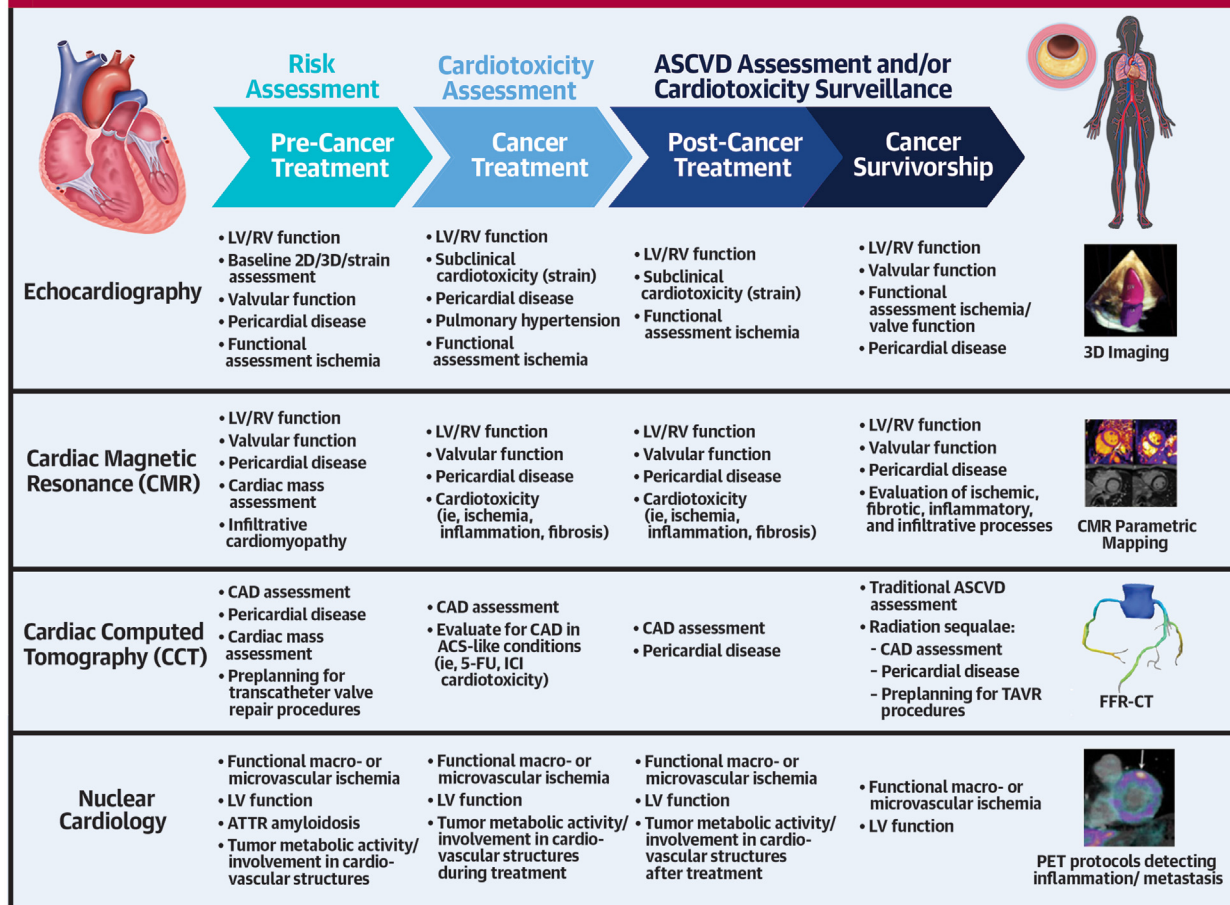 Risk
Assessment
Cardiotoxicity
Assessment
ASCVD Assessment and/or
Cardiotoxicity Surveillance
Pre-Cancer
Treatment
Cancer
Treatment
Post-Cancer
Treatment
Cancer
Survivorship
Echocardiography
• LV/RV function
• Baseline 2D/3D/strain
assessment
• Valvular function
• Pericardial disease
• Functional
assessment ischemia
• LV/RV function
• Subclinical
cardiotoxicity (strain)
• Pericardial disease
• Pulmonary hypertension
• Functional
assessment ischemia
• LV/RV function
• Subclinical
cardiotoxicity (strain)
• Functional
assessment ischemia
• LV/RV function
• Valvular function
• Functional
assessment ischemia/
valve function
• Pericardial disease
3D Imaging
Cardiac Magnetic
Resonance (CMR)
• LV/RV function
• Valvular function
• Pericardial disease
• Cardiac mass
assessment
• Infiltrative
cardiomyopathy
• LV/RV function
• Valvular function
• Pericardial disease
• Cardiotoxicity
(ie, ischemia,
inflammation, fibrosis)
• LV/RV function
• Valvular function
• Pericardial disease
• Cardiotoxicity
(ie, ischemia,
inflammation, fibrosis)
• LV/RV function
• Valvular function
• Pericardial disease
• Evaluation of ischemic,
fibrotic, inflammatory,
and infiltrative processes
CMR Parametric
Mapping
Cardiac Computed
Tomography (CCT)
• CAD assessment
• Pericardial disease
• Cardiac mass
assessment
• Preplanning for
transcatheter valve
repair procedures
• CAD assessment
• Evaluate for CAD in
ACS-like conditions
(ie, 5-FU, ICI
cardiotoxicity)
• CAD assessment
• Pericardial disease
• Traditional ASCVD
assessment
• Radiation sequalae:
- CAD assessment
- Pericardial disease
- Preplanning for TAVR
procedures
FFR-CT
Nuclear
Cardiology
• Functional macro- or
microvascular ischemia
• LV function
• ATTR amyloidosis
• Tumor metabolic activity/
involvement in cardio-
vascular structures
• Functional macro- or
microvascular ischemia
• LV function
• Tumor metabolic activity/
involvement in cardio-
vascular structures
during treatment
• Functional macro- or
microvascular ischemia
• LV function
• Tumor metabolic activity/
involvement in cardio-
vascular structures
after treatment
• Functional macro- or
microvascular ischemia
• LV function
PET protocols detecting
inflammation/ metastasis